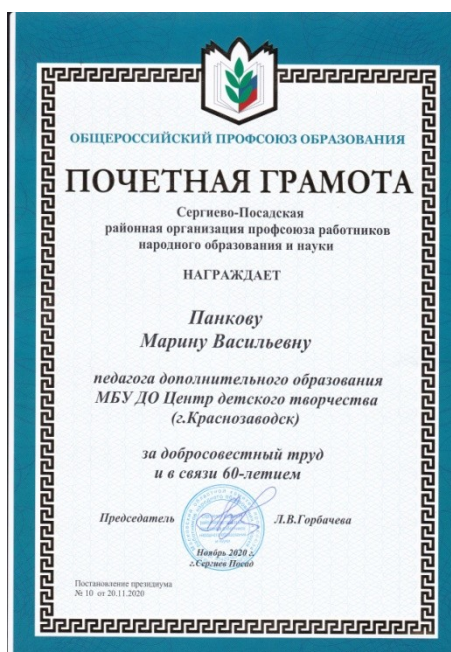 ОБЩЕРОССИЙСКИЙ ПРОФСОЮЗ ОБРАЗОВАНИЯ
ПОЧЕТНАЯ ГРАМОТА
Сергиево-Посадская
районная организация профсоюза работников
народного образования и науки
НАГРАЖДАЕТ
Панкову
Марину Васильевну
педагога дополнительного образования
МБУ ДО Центр детского творчества
(г.Краснозаводск)
за добросовестный труд
и в связи 60-летием
Председатель Л.В.Горбачева
Ноябрь 2020 г.
г.Сергиев Посад
Постановление президиума
№ 10 от 20.11.2020